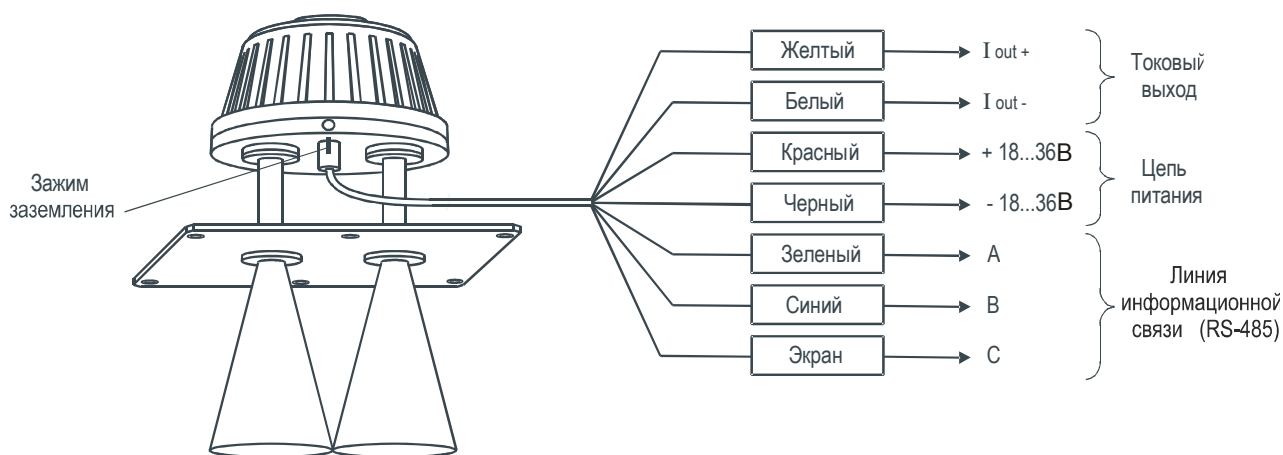 Желтый
I out +
Токовый
выход
Белый
I out -
Красный
+ 18...36В
Цепь
питания
Черный
- 18...36В
Зажим
заземления
Зеленый
A
Линия
информационной
связи (RS-485)
Синий
B
Экран
C